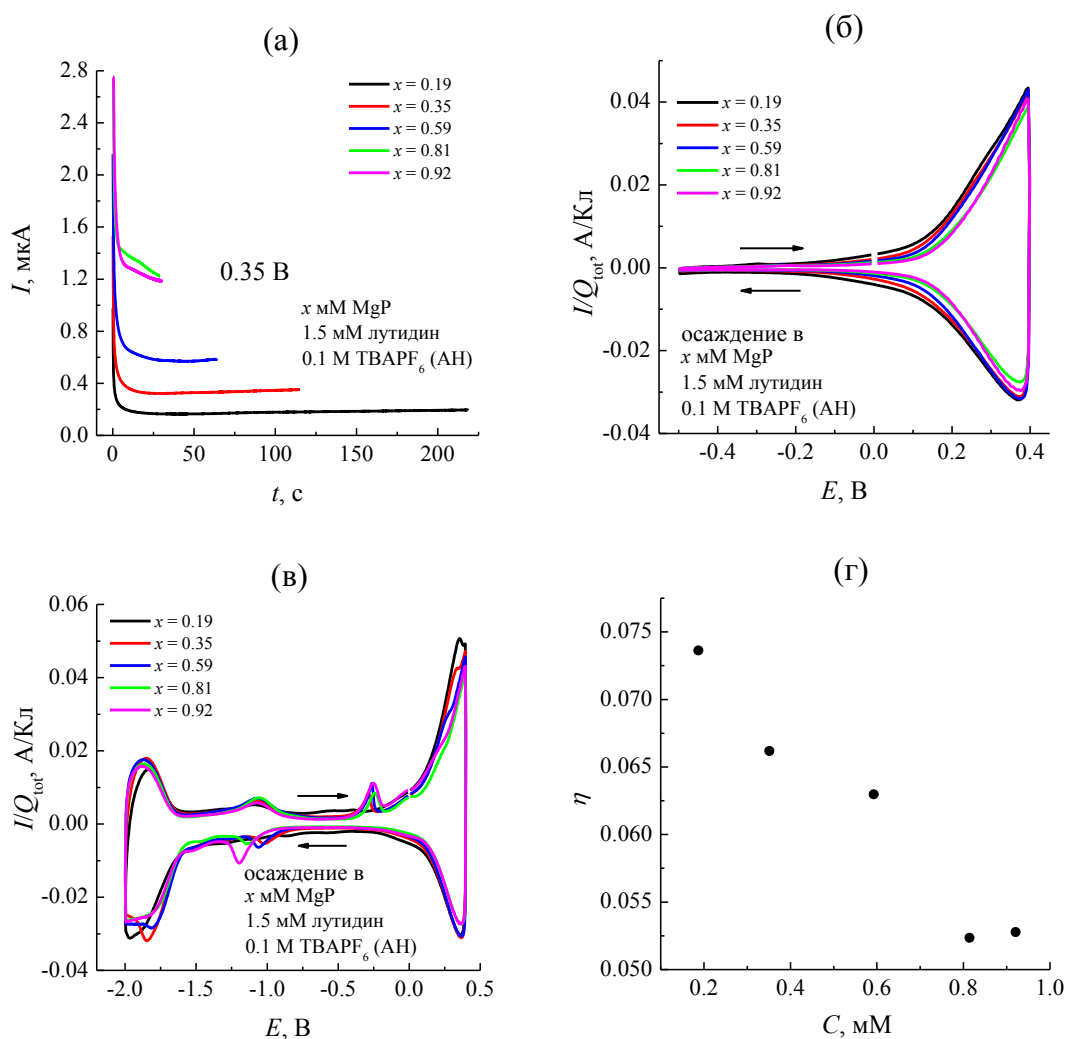 (а)
2.8
2.4
2.0
1.6
1.2
0.8
0.4
0.0
I, мкА
x = 0.19
x = 0.35
x = 0.59
x = 0.81
x = 0.92
0.35 В
x мМ MgP
1.5 мМ лутидин
0.1 М TBAPF6 (АН)
0 50 100 150 200
t, с
(б)
0.04
0.02
0.00
-0.02
-0.04
I/Qtot, А/Кл
x = 0.19
x = 0.35
x = 0.59
x = 0.81
x = 0.92
осаждение в
x мМ MgP
1.5 мМ лутидин
0.1 М TBAPF6 (АН)
-0.4 -0.2 0.0 0.2 0.4
E, В
(в)
0.06
0.04
0.02
0.00
-0.02
-0.04
I/Qtot, А/Кл
x = 0.19
x = 0.35
x = 0.59
x = 0.81
x = 0.92
осаждение в
x мМ MgP
1.5 мМ лутидин
0.1 М TBAPF6 (АН)
-2.0 -1.5 -1.0 -0.5 0.0 0.5
E, В
(г)
0.075
0.070
0.065
0.060
0.055
0.050
η
0.2 0.4 0.6 0.8 1.0
C, мМ